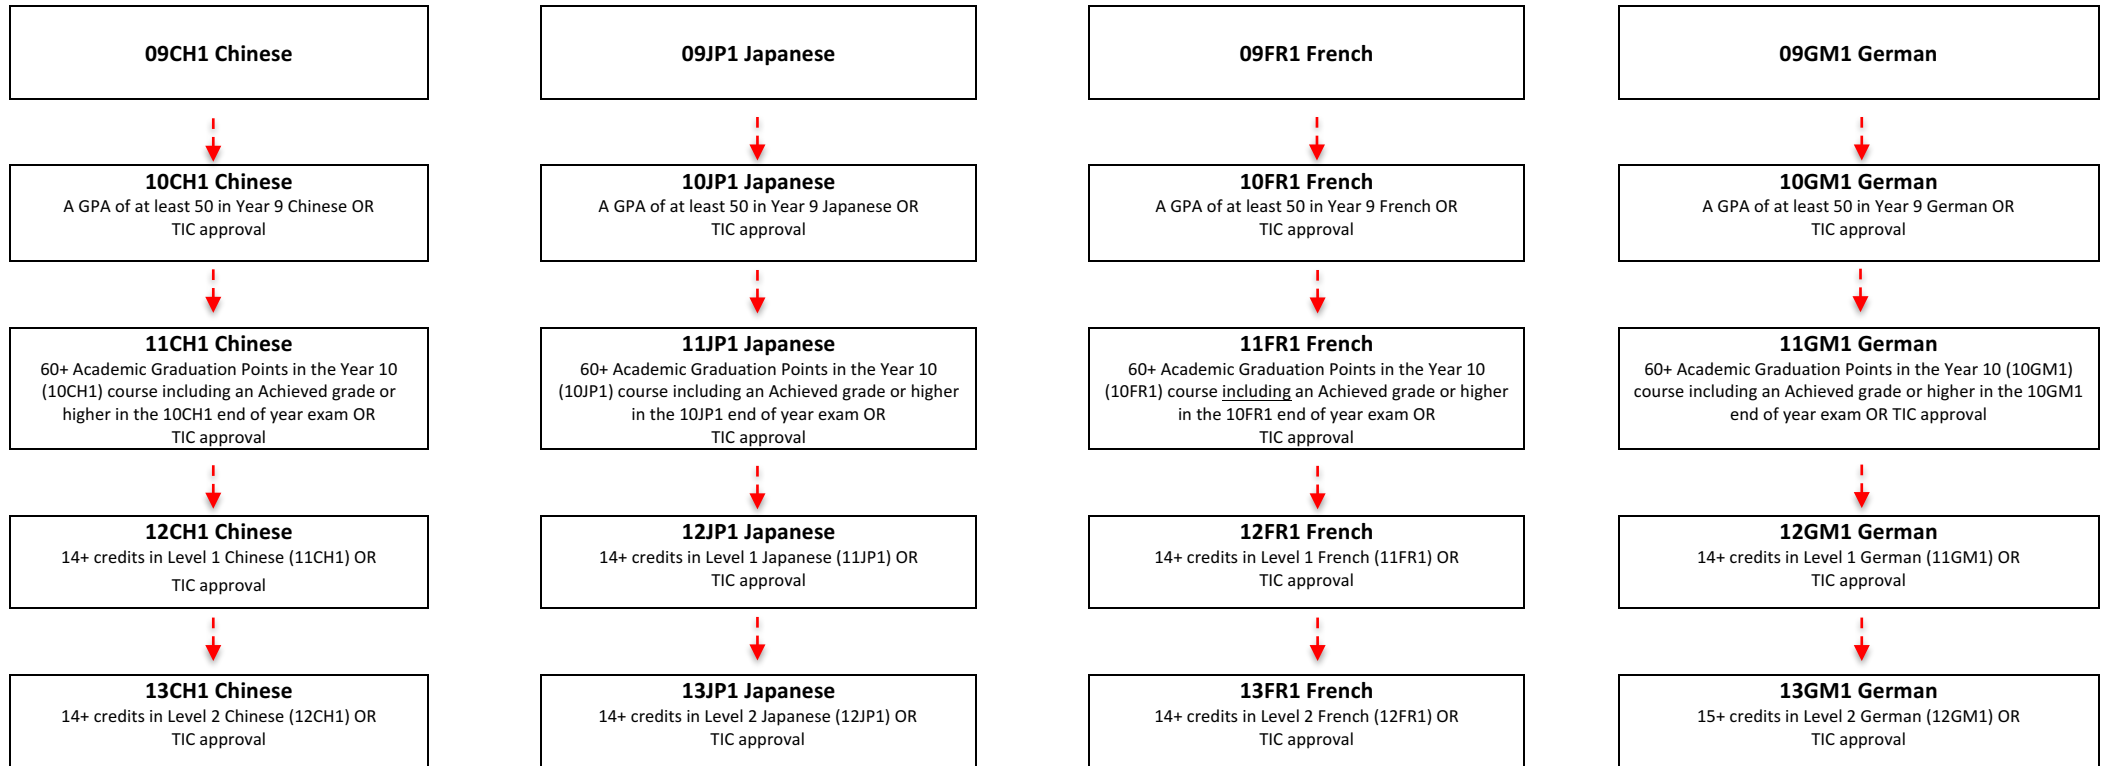 09CH1 Chinese
09JP1 Japanese
09FR1 French
09GM1 German
10CH1 Chinese
A GPA of at least 50 in Year 9 Chinese OR
TIC approval
10JP1 Japanese
A GPA of at least 50 in Year 9 Japanese OR
TIC approval
10FR1 French
A GPA of at least 50 in Year 9 French OR
TIC approval
10GM1 German
A GPA of at least 50 in Year 9 German OR
TIC approval
11CH1 Chinese
60+ Academic Graduation Points in the Year 10
(10CH1) course including an Achieved grade or
higher in the 10CH1 end of year exam OR
TIC approval
11JP1 Japanese
60+ Academic Graduation Points in the Year 10
(10JP1) course including an Achieved grade or higher
in the 10JP1 end of year exam OR
TIC approval
11FR1 French
60+ Academic Graduation Points in the Year 10
(10FR1) course including an Achieved grade or higher
in the 10FR1 end of year exam OR
TIC approval
11GM1 German
60+ Academic Graduation Points in the Year 10 (10GM1)
course including an Achieved grade or higher in the 10GM1
end of year exam OR TIC approval
12CH1 Chinese
14+ credits in Level 1 Chinese (11CH1) OR
TIC approval
12JP1 Japanese
14+ credits in Level 1 Japanese (11JP1) OR
TIC approval
12FR1 French
14+ credits in Level 1 French (11FR1) OR
TIC approval
12GM1 German
14+ credits in Level 1 German (11GM1) OR
TIC approval
13CH1 Chinese
14+ credits in Level 2 Chinese (12CH1) OR
TIC approval
13JP1 Japanese
14+ credits in Level 2 Japanese (12JP1) OR
TIC approval
13FR1 French
14+ credits in Level 2 French (12FR1) OR
TIC approval
13GM1 German
15+ credits in Level 2 German (12GM1) OR
TIC approval